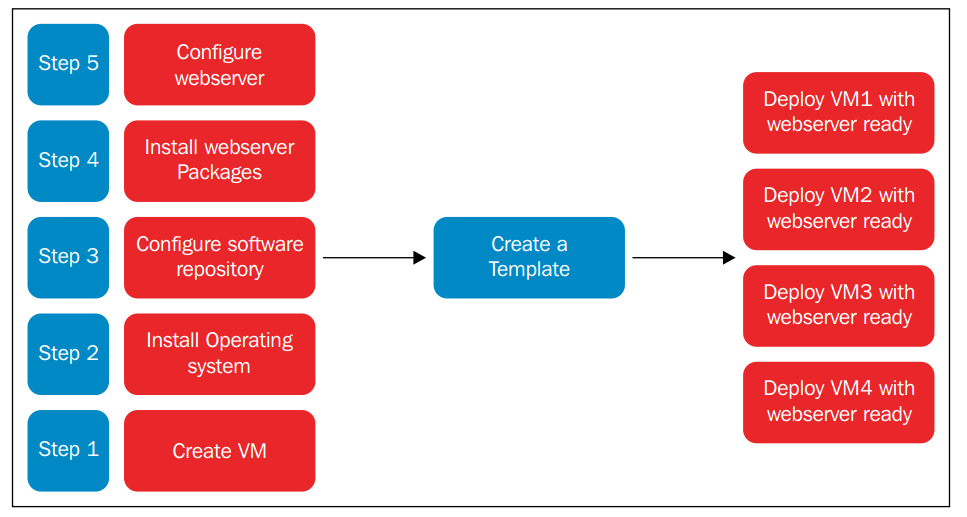 Step 5
Configure
webserver
Step 4
Install webserver
Packages
Step 3
Configure software
repository
Step 2
Install Operating
system
Step 1
Create VM
Create a
Template
Deploy VM1 with
webserver ready
Deploy VM2 with
webserver ready
Deploy VM3 with
webserver ready
Deploy VM4 with
webserver ready